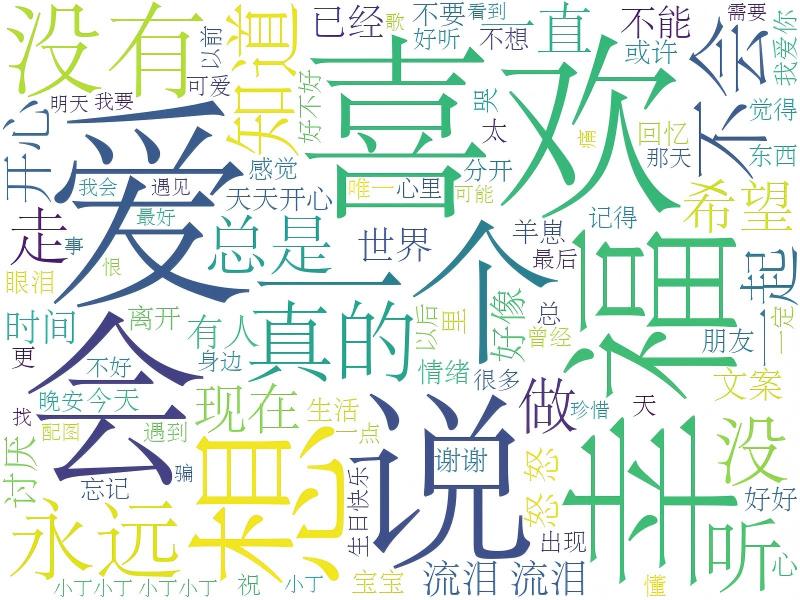 没有
以前
知道
已经
歌
不要
看到
好听
不想
一直
不能
或许
需要
不会
我爱你
明天
我要
可爱
好不好
喜欢
哭
太
痛
回忆
那天
觉得
东西
开心
爱
我会
遇见
感觉
唯一
心里
分开
可能
天天开心
最好
走
事
恨
总是
世界
一个
羊崽
最后
记得
希望
一起
眼泪
时间
离开
有人
身边
真的
以后
里
好像
总
曾经
幸福
朋友
一定
更
不好
会
情绪
很多
文案
晚安
今天
现在
生活
一点
说
做
珍惜
天
找
配图
遇到
讨厌
骗
忘记
想
生日快乐
谢谢
怒
怒
没
好好
永远
出现
听
心
小丁小丁
小丁小丁
祝
小丁
宝宝
流泪
流泪
懂